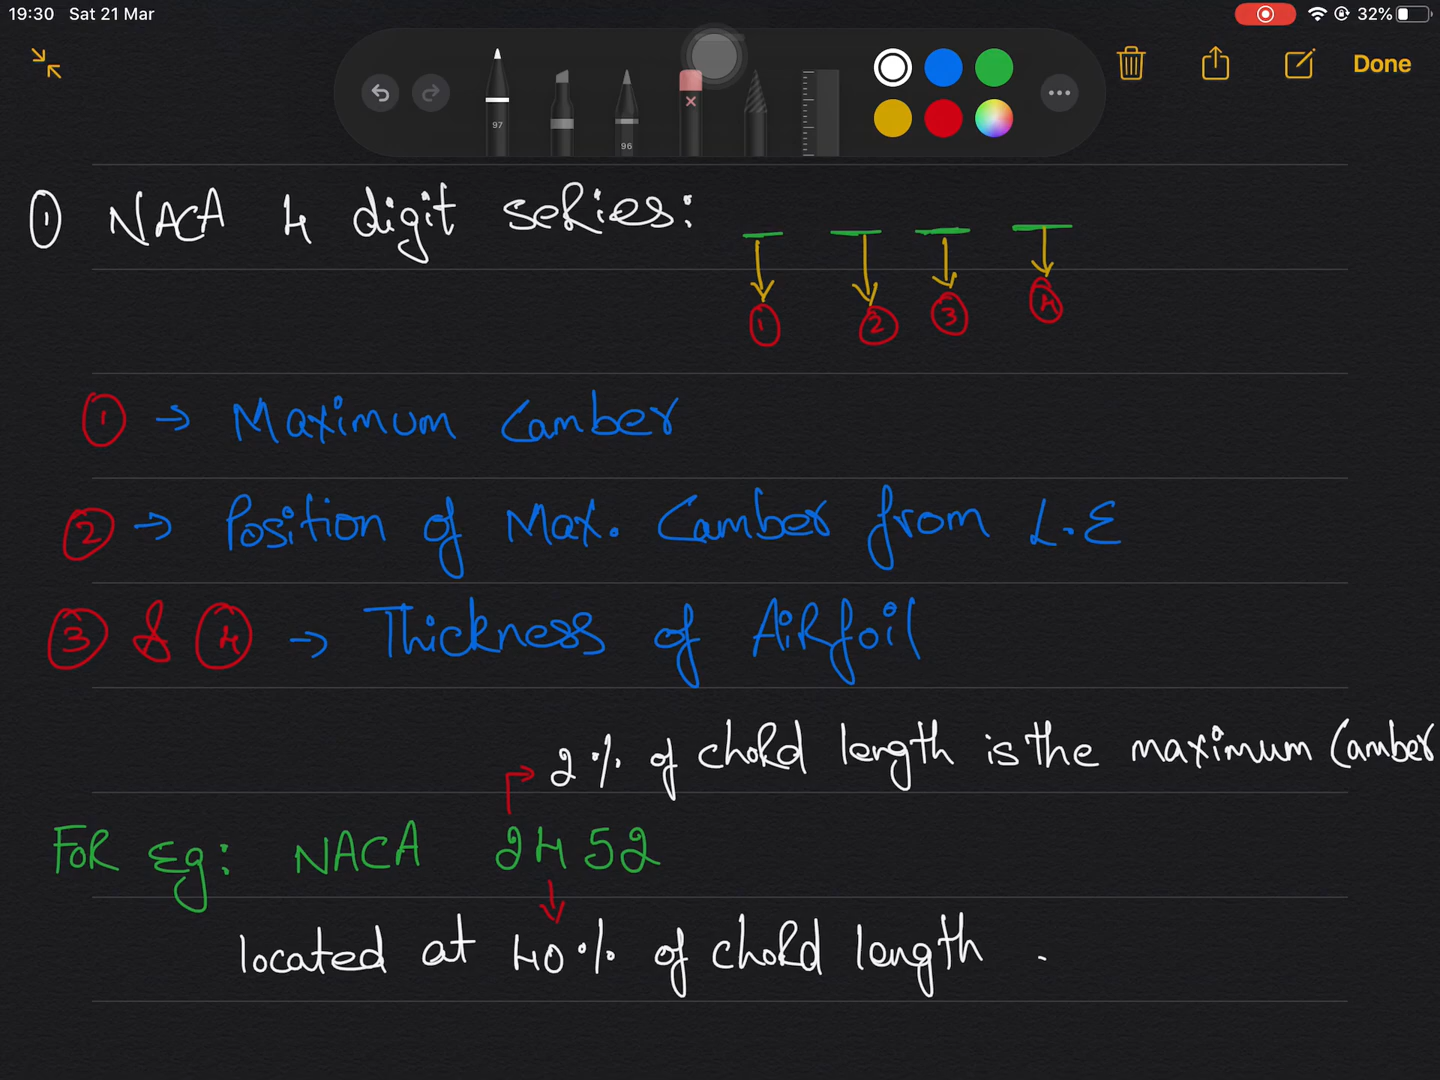 19:30 Sat 21 Mar
32%
Done
97
96
① NACA 4 digit series:
① ② ③ ④
① → Maximum Camber
② → Position of Max. Camber from L.E
③ & ④ → Thickness of Airfoil
2% of chord length is the maximum Camber
For Eg: NACA 2452
located at 40% of chord length .